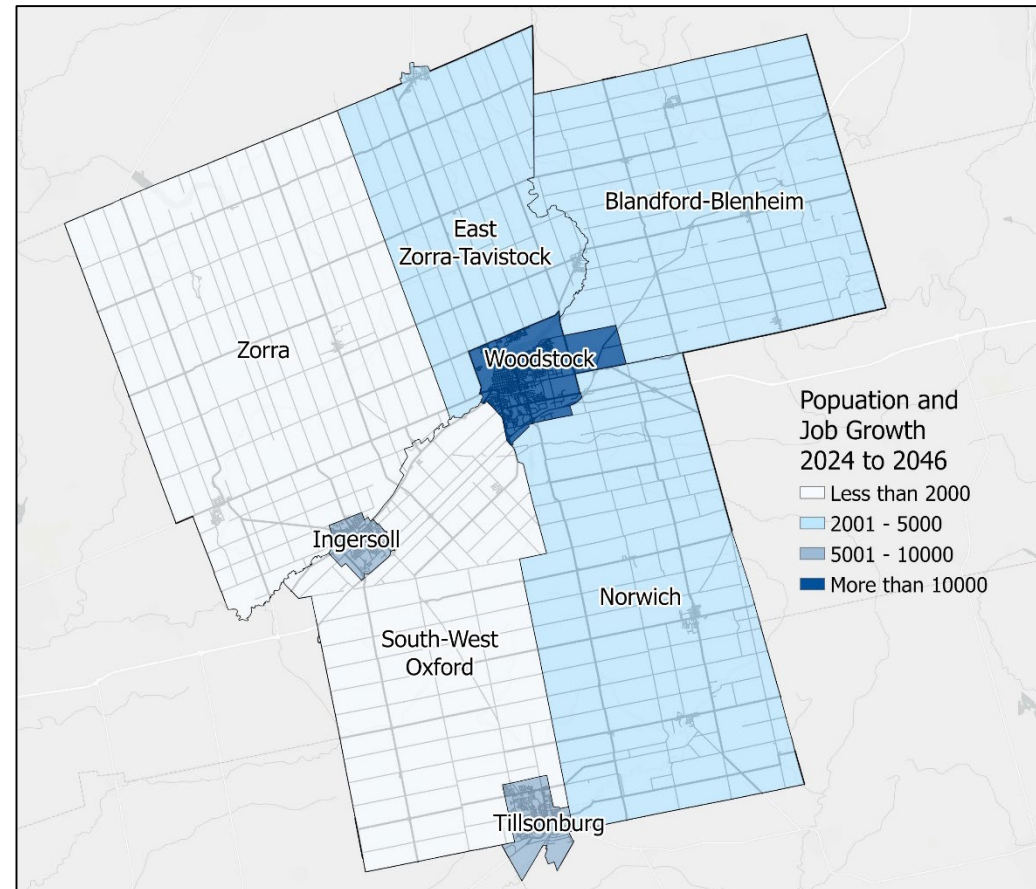 East
Zorra-Tavistock
Blandford-Blenheim
Zorra
Woodstock
Ingersoll
Norwich
South-West
Oxford
Tillsonburg
Popuation and
Job Growth
2024 to 2046
Less than 2000
2001 - 5000
5001 - 10000
More than 10000